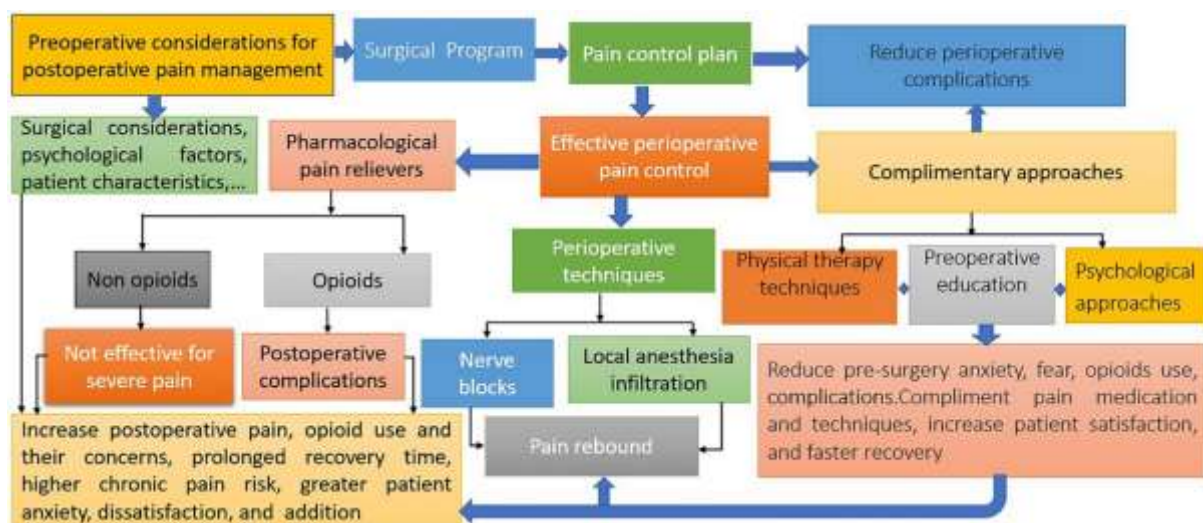 Preoperative considerations for
postoperative pain management
Surgical Program
Pain control plan
Reduce perioperative
complications
Surgical considerations,
psychological factors,
patient characteristics,...
Pharmacological
pain relievers
Effective perioperative
pain control
Complimentary approaches
Non opioids
Opioids
Perioperative
techniques
Physical therapy
techniques
Preoperative
education
Psychological
approaches
Not effective for
severe pain
Postoperative
complications
Nerve
blocks
Local anesthesia
infiltration
Reduce pre-surgery anxiety, fear, opioids use,
complications.Compliment pain medication
and techniques, increase patient satisfaction,
and faster recovery
Increase postoperative pain, opioid use and
their concerns, prolonged recovery time,
higher chronic pain risk, greater patient
anxiety, dissatisfaction, and addition
Pain rebound